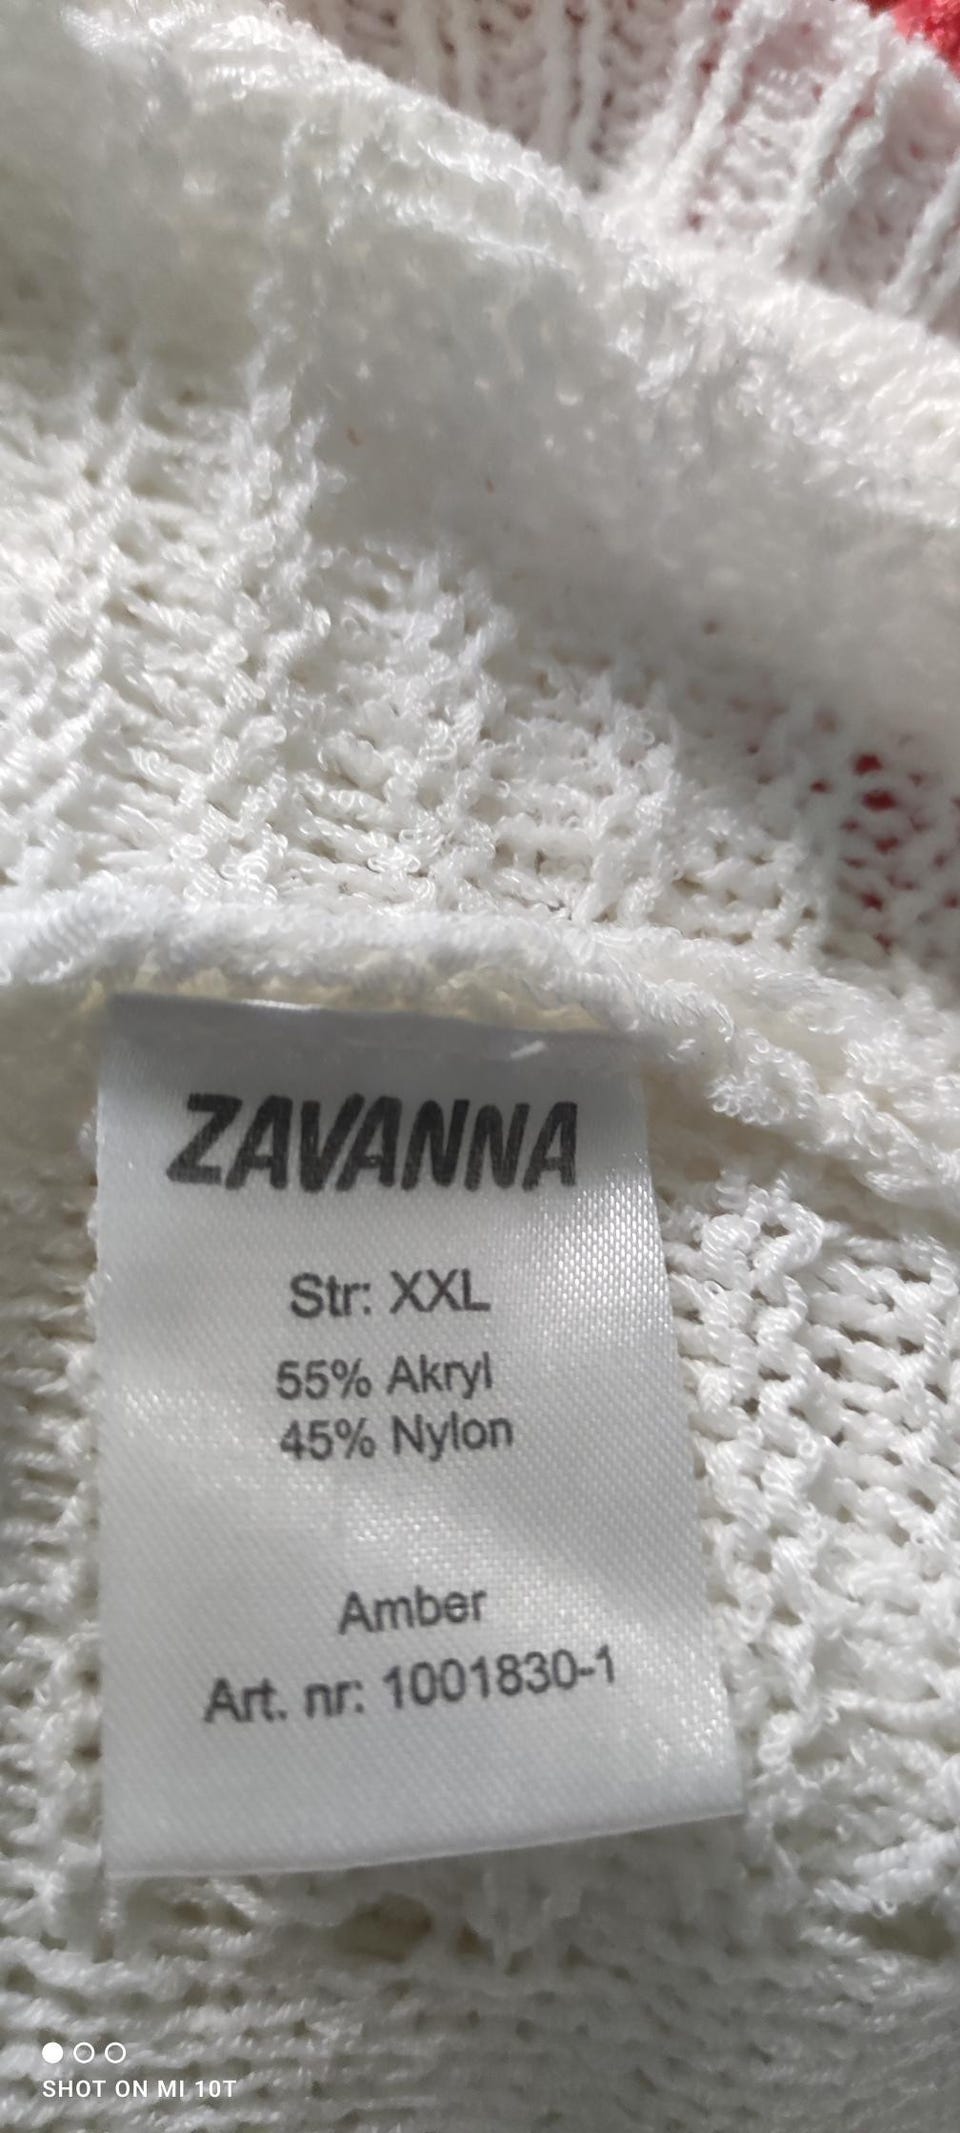 ZAVANNA
Str: XXL
55% Akryl
45% Nylon
Amber
Art. nr: 1001830-1
SHOT ON MI 10T